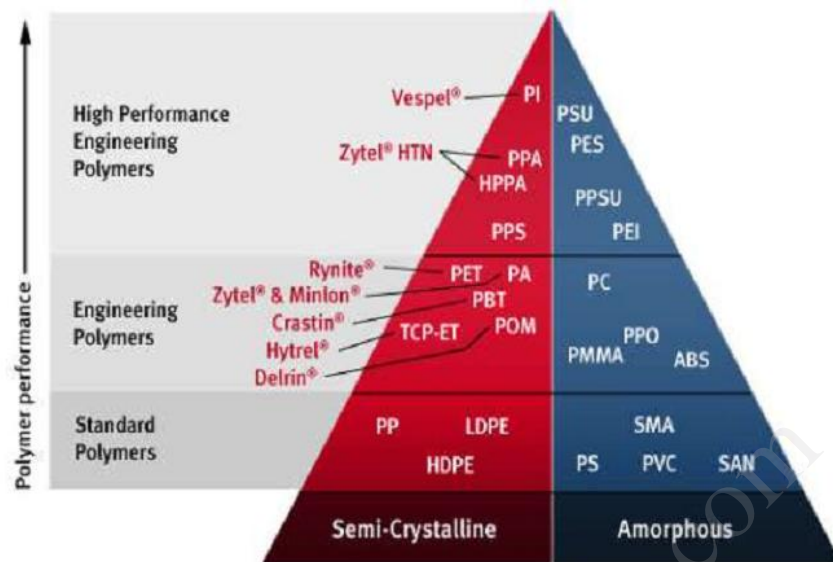 Polymer performance
High Performance
Engineering
Polymers
Engineering
Polymers
Standard
Polymers
Vespel®
Zytel® HTN
Rynite®
Zytel® & Minlon®
Crastin®
Hytrel®
Delrin®
PI
PPA
HPPA
PPS
PET PA
PBT
TCP-ET POM
PP LDPE
HDPE
PSU
PES
PPSU
PEI
PC
PPO
PMMA ABS
SMA
PS PVC SAN
Semi-Crystalline Amorphous
com